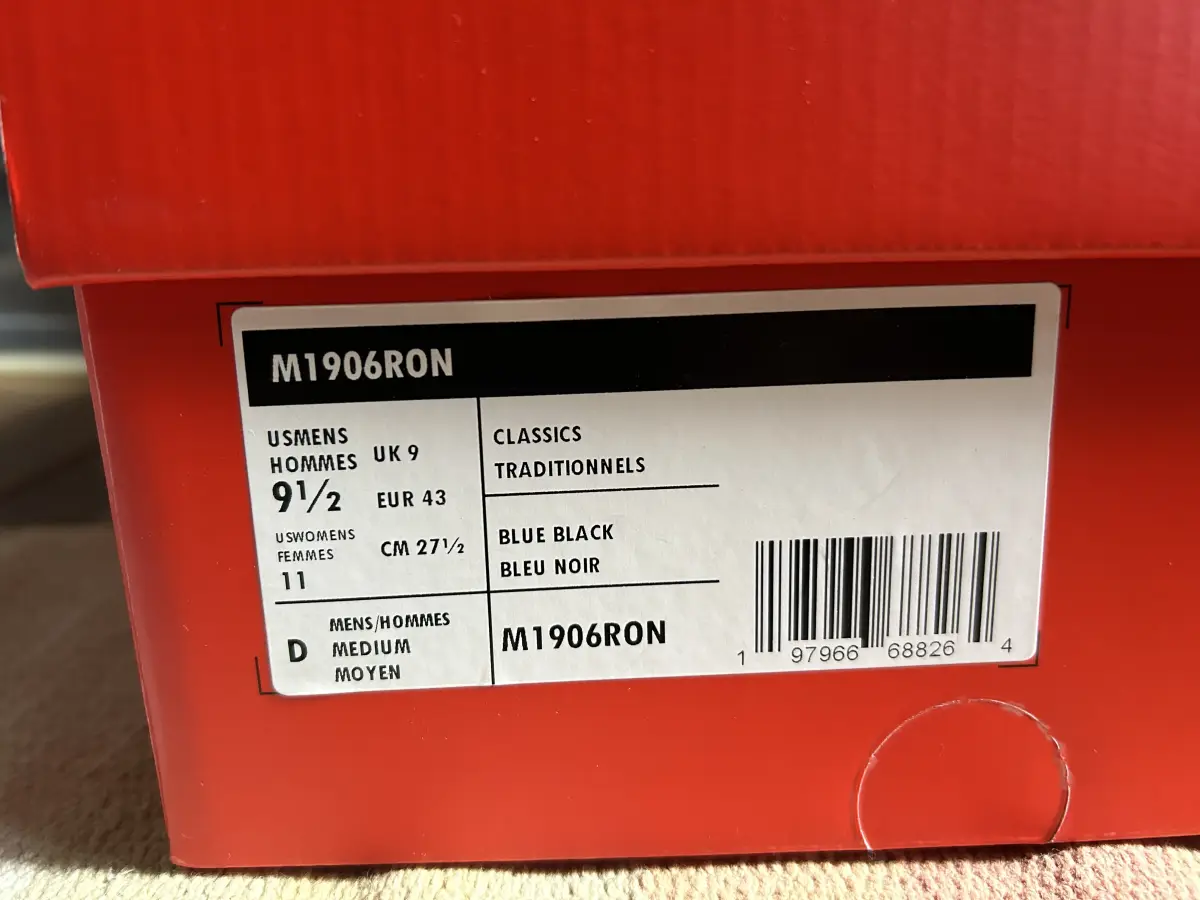 M1906RON
USMENS
HOMMES
9½
UK 9
EUR 43
USWOMENS
FEMMES
11
CM 27½
D
MENS/HOMMES
MEDIUM
MOYEN
CLASSICS
TRADITIONNELS
BLUE BLACK
BLEU NOIR
M1906RON
1 97966 68826 4